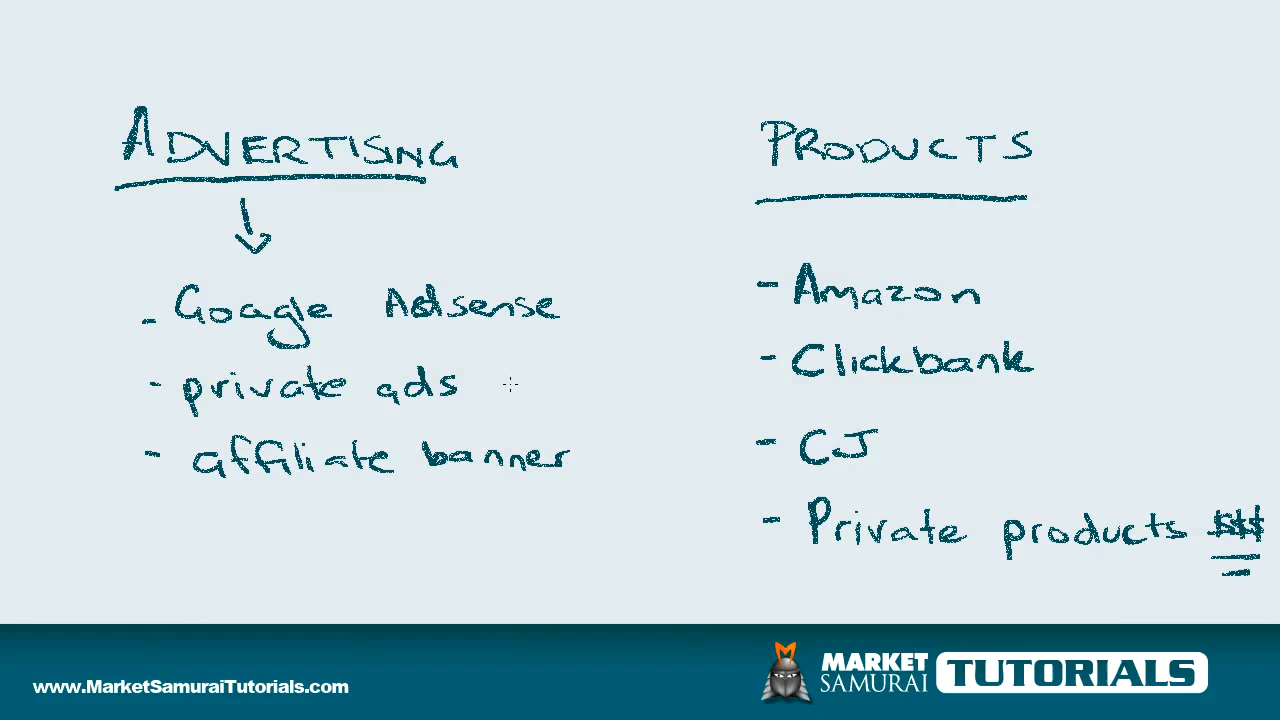 ADVERTISING
- Google Adsense
- private ads
- affiliate banner
PRODUCTS
- Amazon
- Clickbank
- CJ
- Private products $$$
www.MarketSamuraiTutorials.com
MARKET
SAMURAI
TUTORIALS